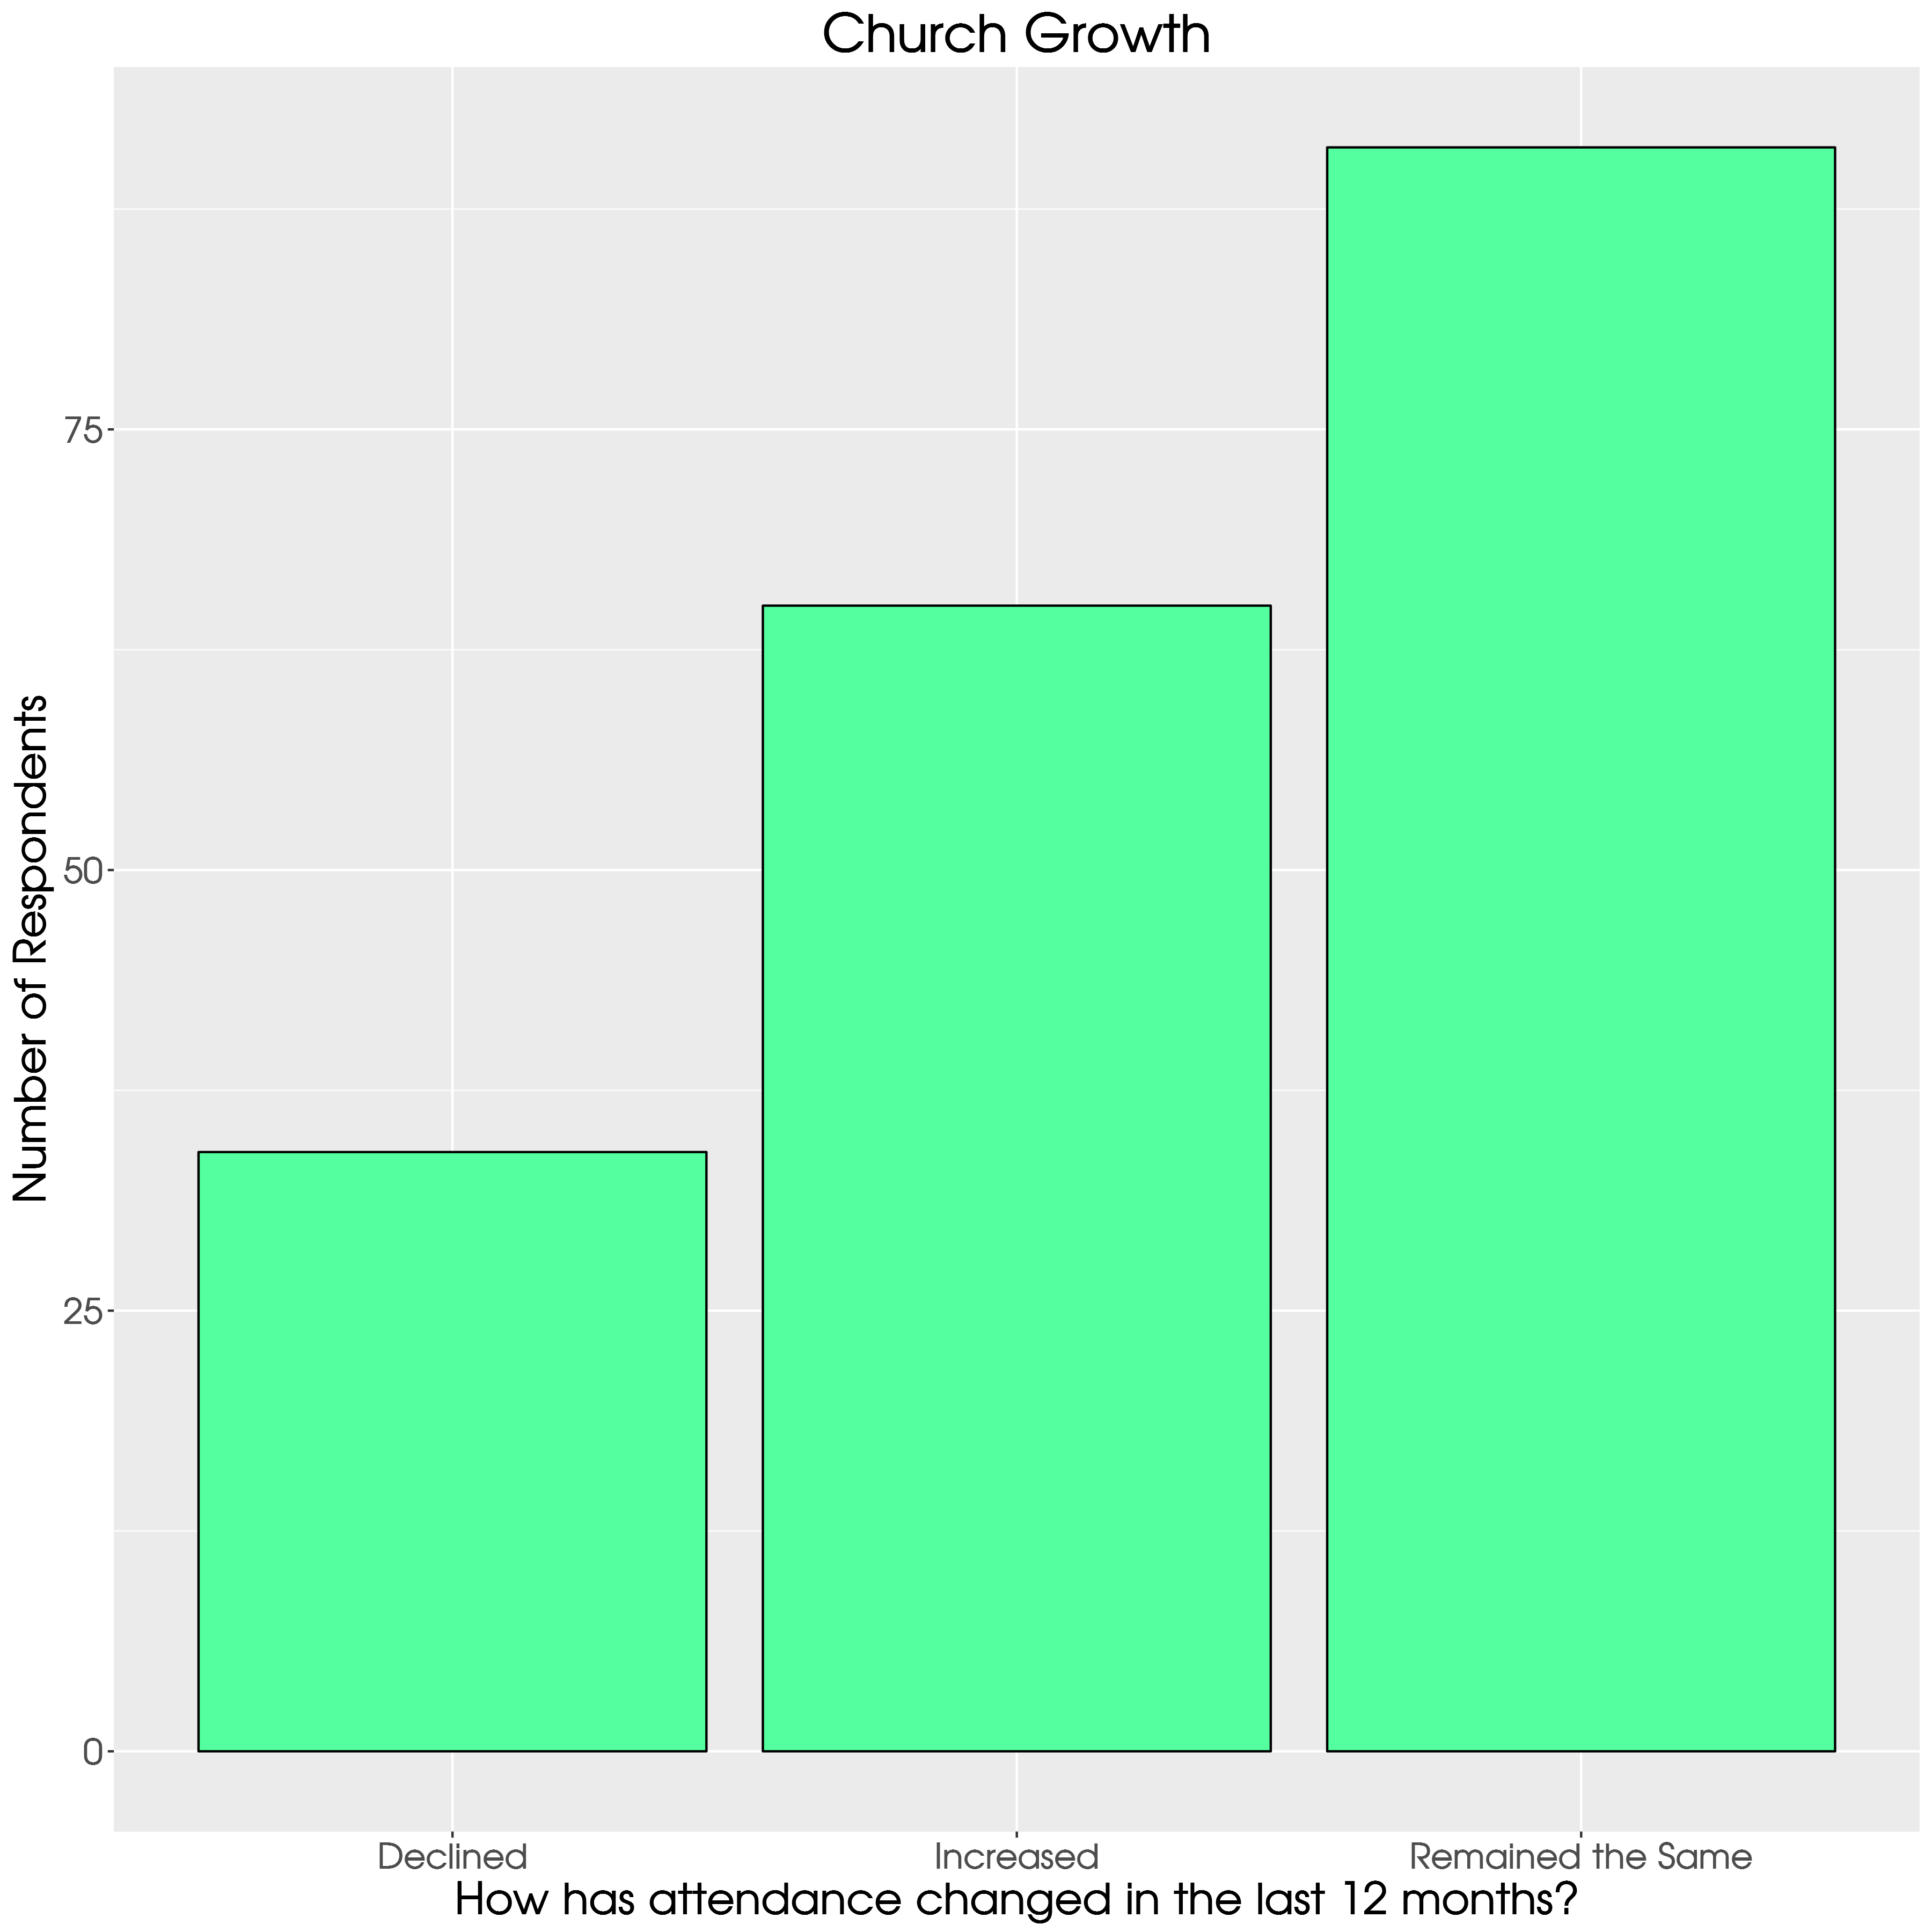 Church Growth
Number of Respondents
75
50
25
0
Declined Increased Remained the Same
How has attendance changed in the last 12 months?